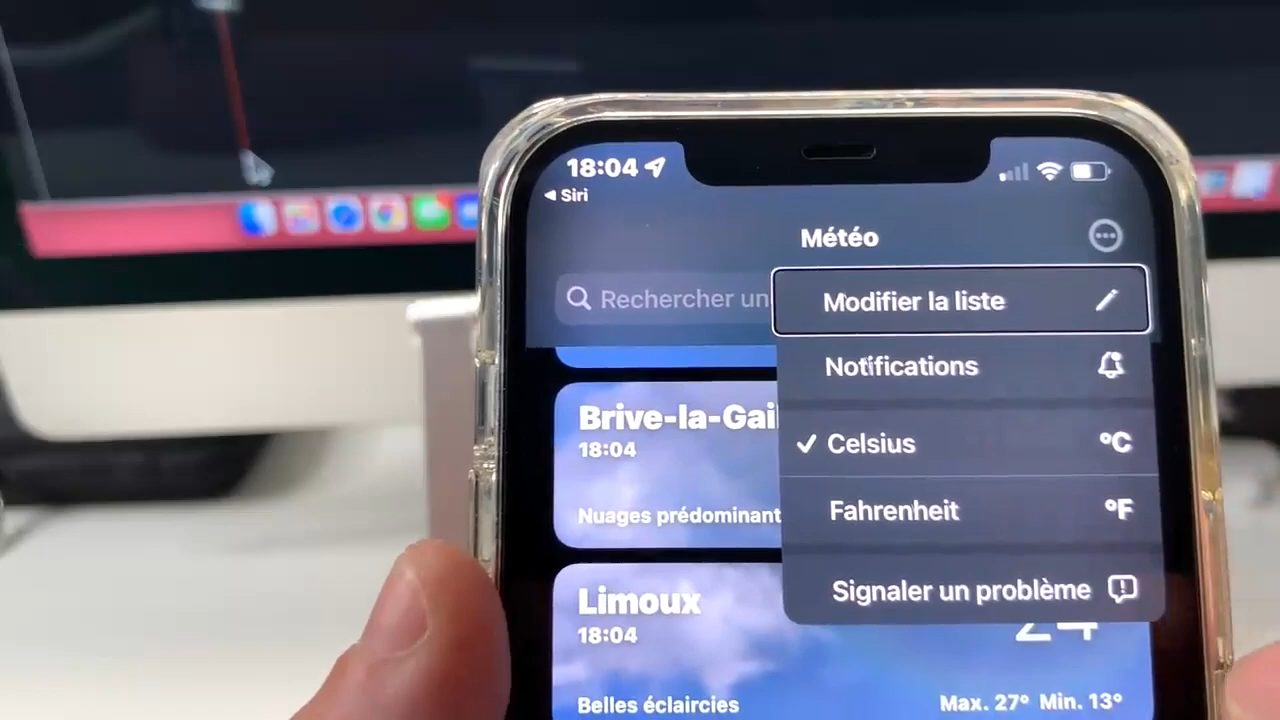 18:04
◀ Siri
Météo
Rechercher un
Modifier la liste
Notifications
✓ Celsius °C
Fahrenheit °F
Signaler un problème
Brive-la-Gai
18:04
Nuages prédominant
Limoux
18:04
24
Belles éclaircies
Max. 27° Min. 13°